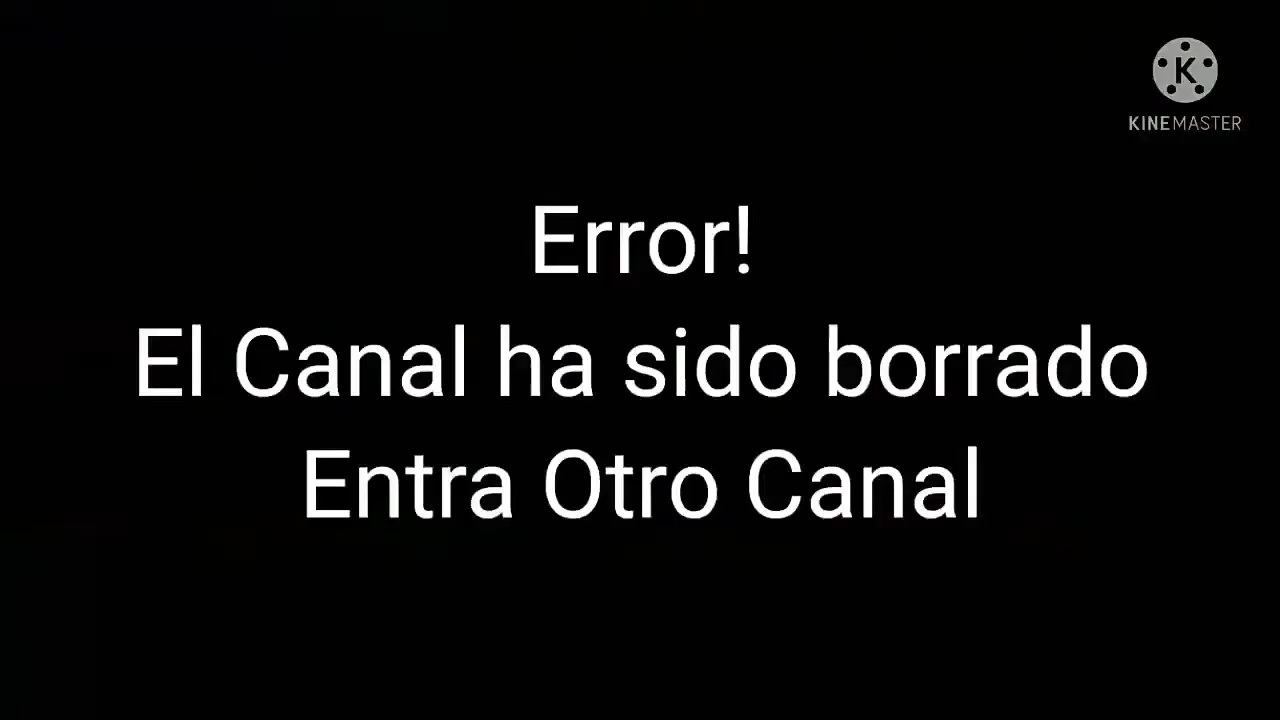 K
KINEMASTER
Error!
El Canal ha sido borrado
Entra Otro Canal